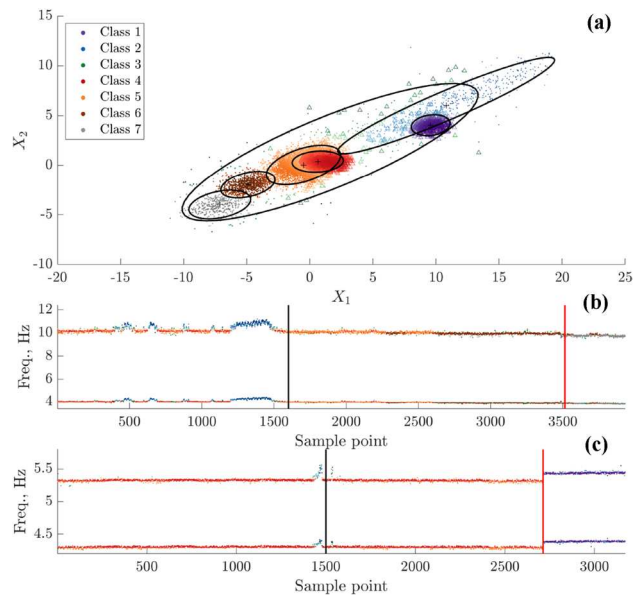 (a)
Class 1
Class 2
Class 3
Class 4
Class 5
Class 6
Class 7
15
10
5
0
-5
-10
X2
-20 -15 -10 -5 0 5 10 15 20 25
X1
(b)
12
10
8
6
4
Freq., Hz
500 1000 1500 2000 2500 3000 3500
Sample point
(c)
5.5
5
4.5
Freq., Hz
500 1000 1500 2000 2500 3000
Sample point